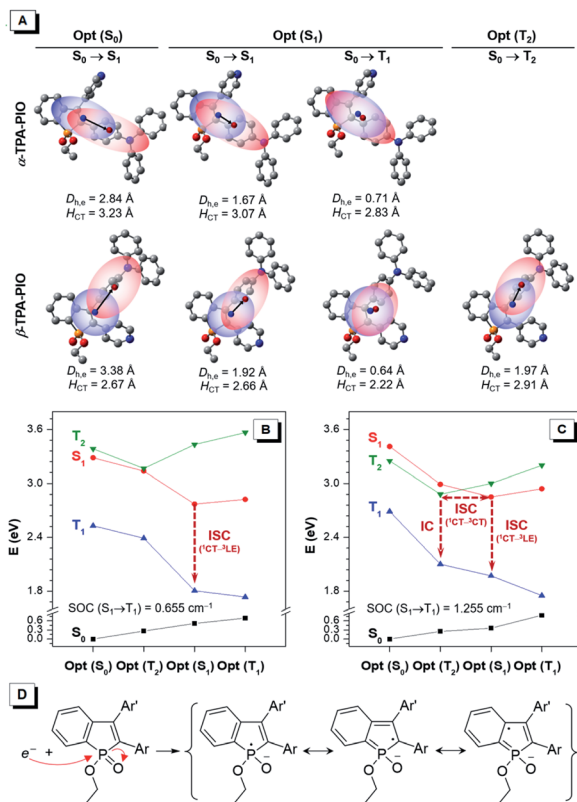 A
Opt (S0) Opt (S1) Opt (T2)
S0 → S1 S0 → S1 S0 → T1 S0 → T2
α-TPA-PIO
Dh,e = 2.84 Å Dh,e = 1.67 Å Dh,e = 0.71 Å
HCT = 3.23 Å HCT = 3.07 Å HCT = 2.83 Å
β-TPA-PIO
Dh,e = 3.38 Å Dh,e = 1.92 Å Dh,e = 0.64 Å Dh,e = 1.97 Å
HCT = 2.67 Å HCT = 2.66 Å HCT = 2.22 Å HCT = 2.91 Å
B
E (eV)
3.6
3.0
2.4
1.8
0.6
0.3
0.0
T2
S1
T1
S0
ISC
(1CT–3LE)
SOC (S1→T1) = 0.655 cm−1
Opt (S0) Opt (T2) Opt (S1) Opt (T1)
C
E (eV)
3.6
3.0
2.4
1.8
0.6
0.3
0.0
S1
T2
T1
S0
IC
ISC
(1CT–3CT)
ISC
(1CT–3LE)
SOC (S1→T1) = 1.255 cm−1
Opt (S0) Opt (T2) Opt (S1) Opt (T1)
D
Ar' Ar' Ar' Ar'
e− + P Ar P Ar P Ar P Ar
O O O− O O− O O−